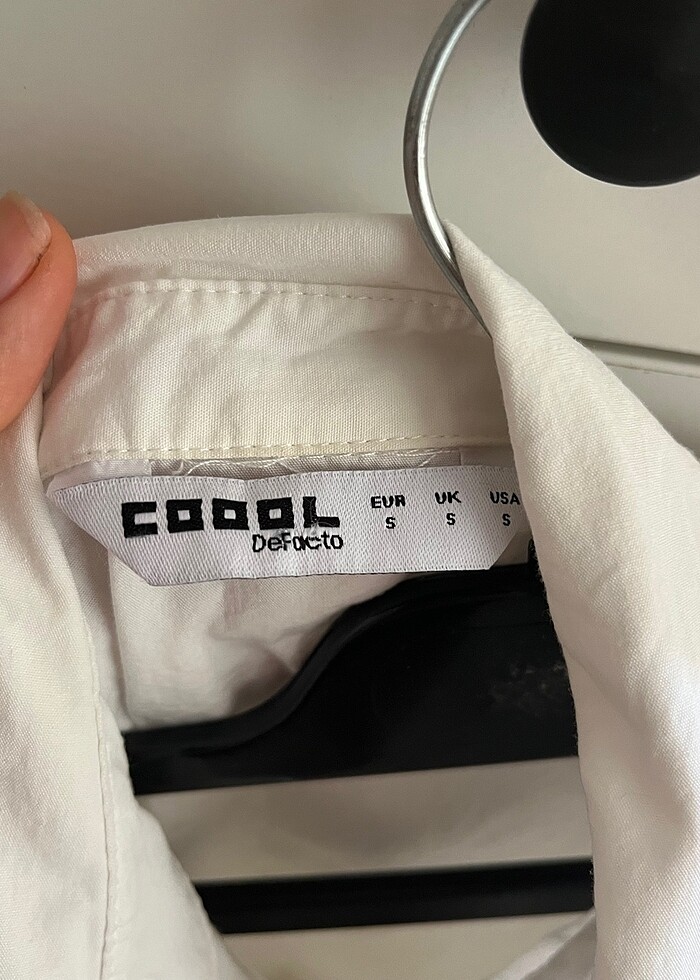 COOOL
DeFacto
EUR UK USA
S S S